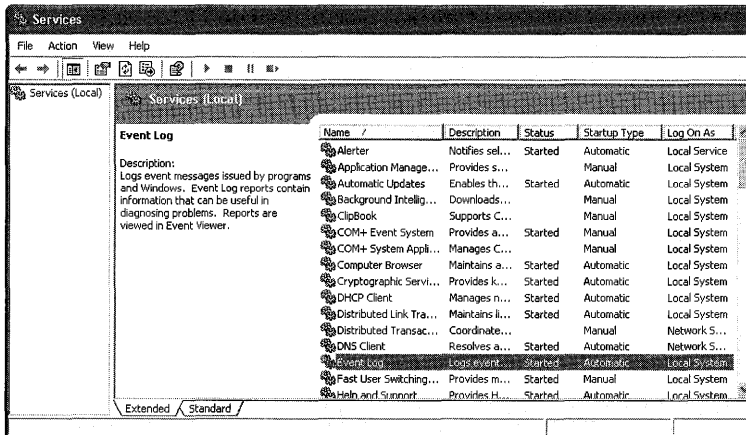 Services
File Action View Help
Services (Local)
Services (Local)
Event Log
Description:
Logs event messages issued by programs
and Windows. Event Log reports contain
information that can be useful in
diagnosing problems. Reports are
viewed in Event Viewer.
Name / Description Status Startup Type Log On As
Alerter Notifies sel... Started Automatic Local Service
Application Manage... Provides s... Manual Local System
Automatic Updates Enables th... Started Automatic Local System
Background Intellig... Downloads... Manual Local System
ClipBook Supports C... Manual Local System
COM+ Event System Provides a... Started Manual Local System
COM+ System Appli... Manages C... Manual Local System
Computer Browser Maintains a... Started Automatic Local System
Cryptographic Servi... Provides k... Started Automatic Local System
DHCP Client Manages n... Started Automatic Local System
Distributed Link Tra... Maintains li... Started Automatic Local System
Distributed Transac... Coordinate... Manual Network S...
DNS Client Resolves a... Started Automatic Network S...
Event Log Logs event... Started Automatic Local System
Fast User Switching... Provides m... Started Manual Local System
Help and Support Provides H... Started Automatic Local System
Extended Standard